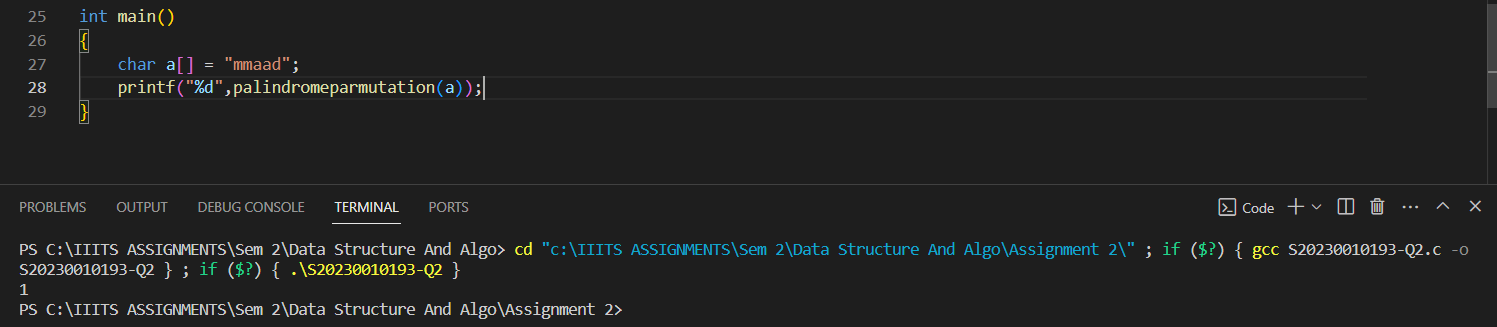 25 int main()
26 {
27 char a[] = "mmaad";
28 printf("%d",palindromeparmutation(a));
29 }
PROBLEMS OUTPUT DEBUG CONSOLE TERMINAL PORTS Code
PS C:\IIITS ASSIGNMENTS\Sem 2\Data Structure And Algo> cd "c:\IIITS ASSIGNMENTS\Sem 2\Data Structure And Algo\Assignment 2\" ; if ($?) { gcc S20230010193-Q2.c -o
S20230010193-Q2 } ; if ($?) { .\S20230010193-Q2 }
1
PS C:\IIITS ASSIGNMENTS\Sem 2\Data Structure And Algo\Assignment 2>